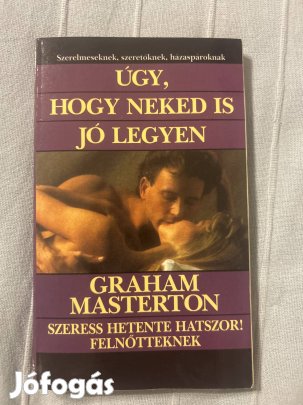 Szerelmeseknek, szeretőknek, házaspároknak
ÚGY,
HOGY NEKED IS
JÓ LEGYEN
GRAHAM
MASTERTON
SZERESS HETENTE HATSZOR!
FELNŐTTEKNEK
Jófogás